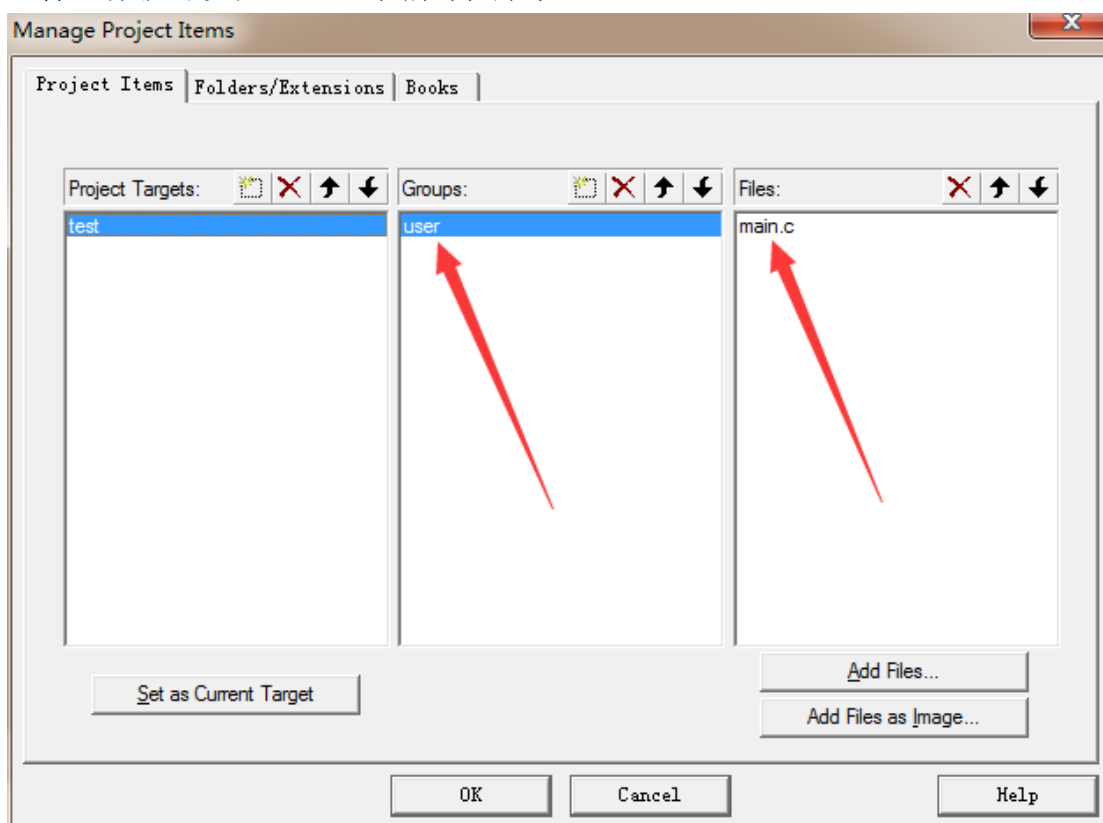 Manage Project Items
Project Items Folders/Extensions Books
Project Targets: Groups: Files:
test user main.c
Set as Current Target
Add Files...
Add Files as Image...
OK Cancel Help